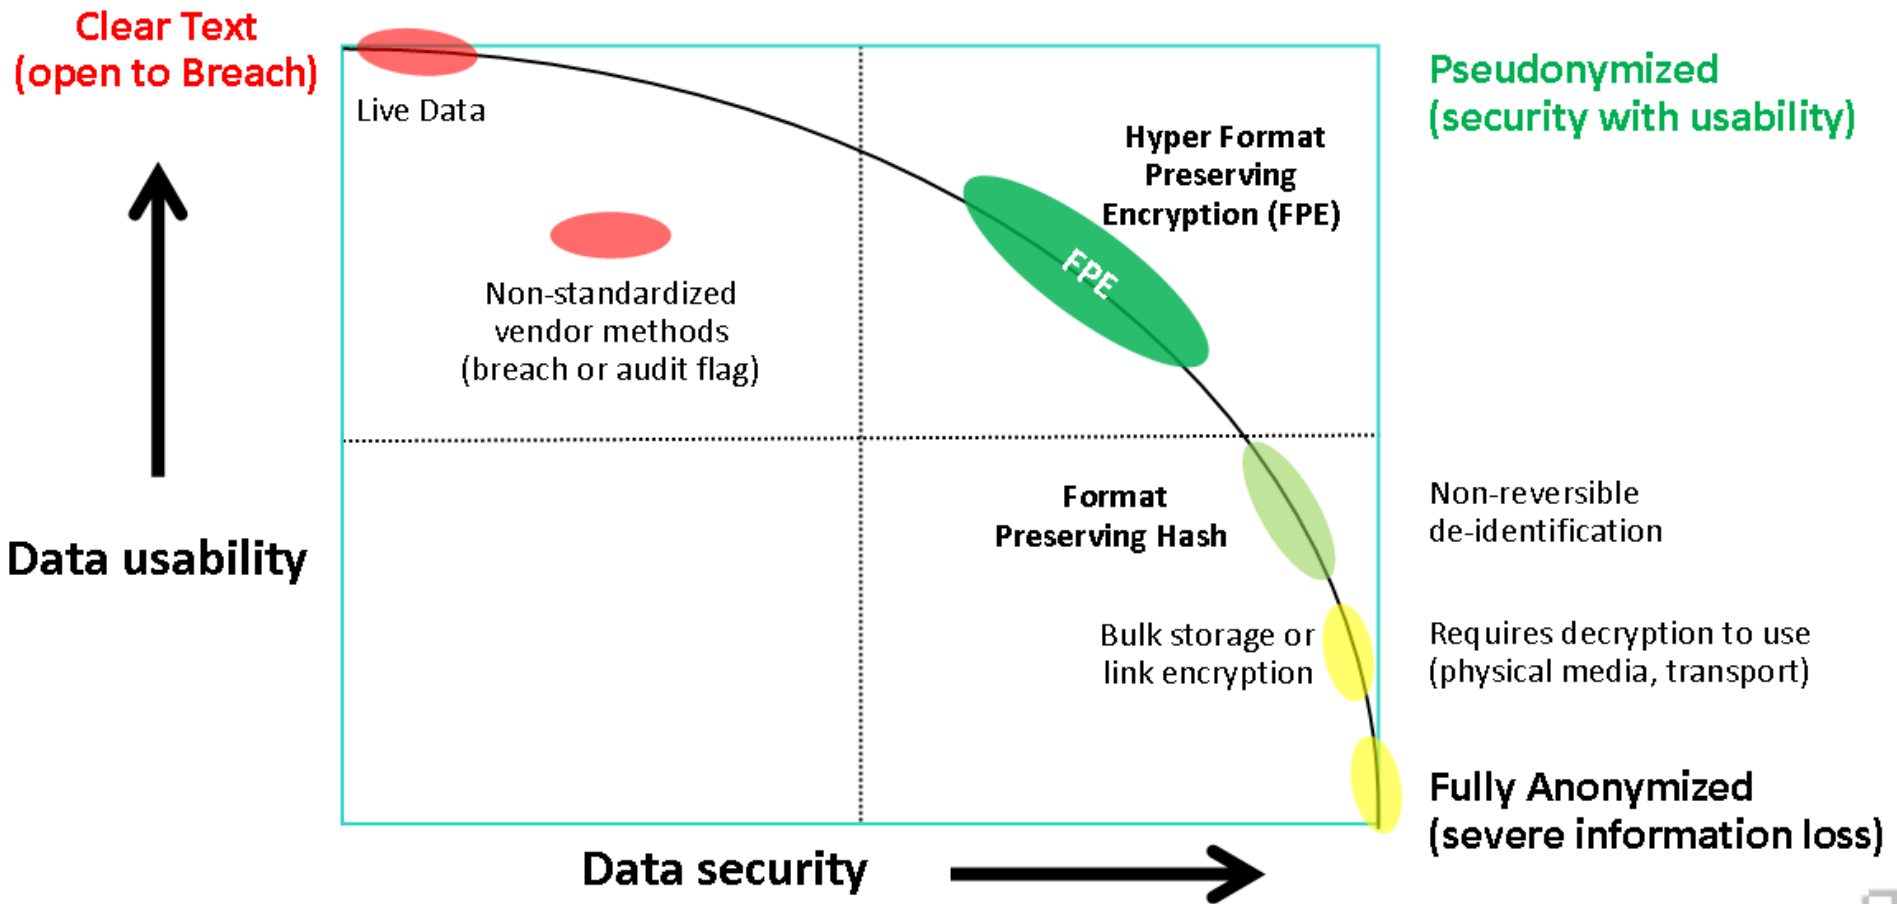 Clear Text
(open to Breach)
Live Data
Pseudonymized
(security with usability)
Hyper Format
Preserving
Encryption (FPE)
FPE
Non-standardized
vendor methods
(breach or audit flag)
Data usability
Format
Preserving Hash
Non-reversible
de-identification
Bulk storage or
link encryption
Requires decryption to use
(physical media, transport)
Fully Anonymized
(severe information loss)
Data security